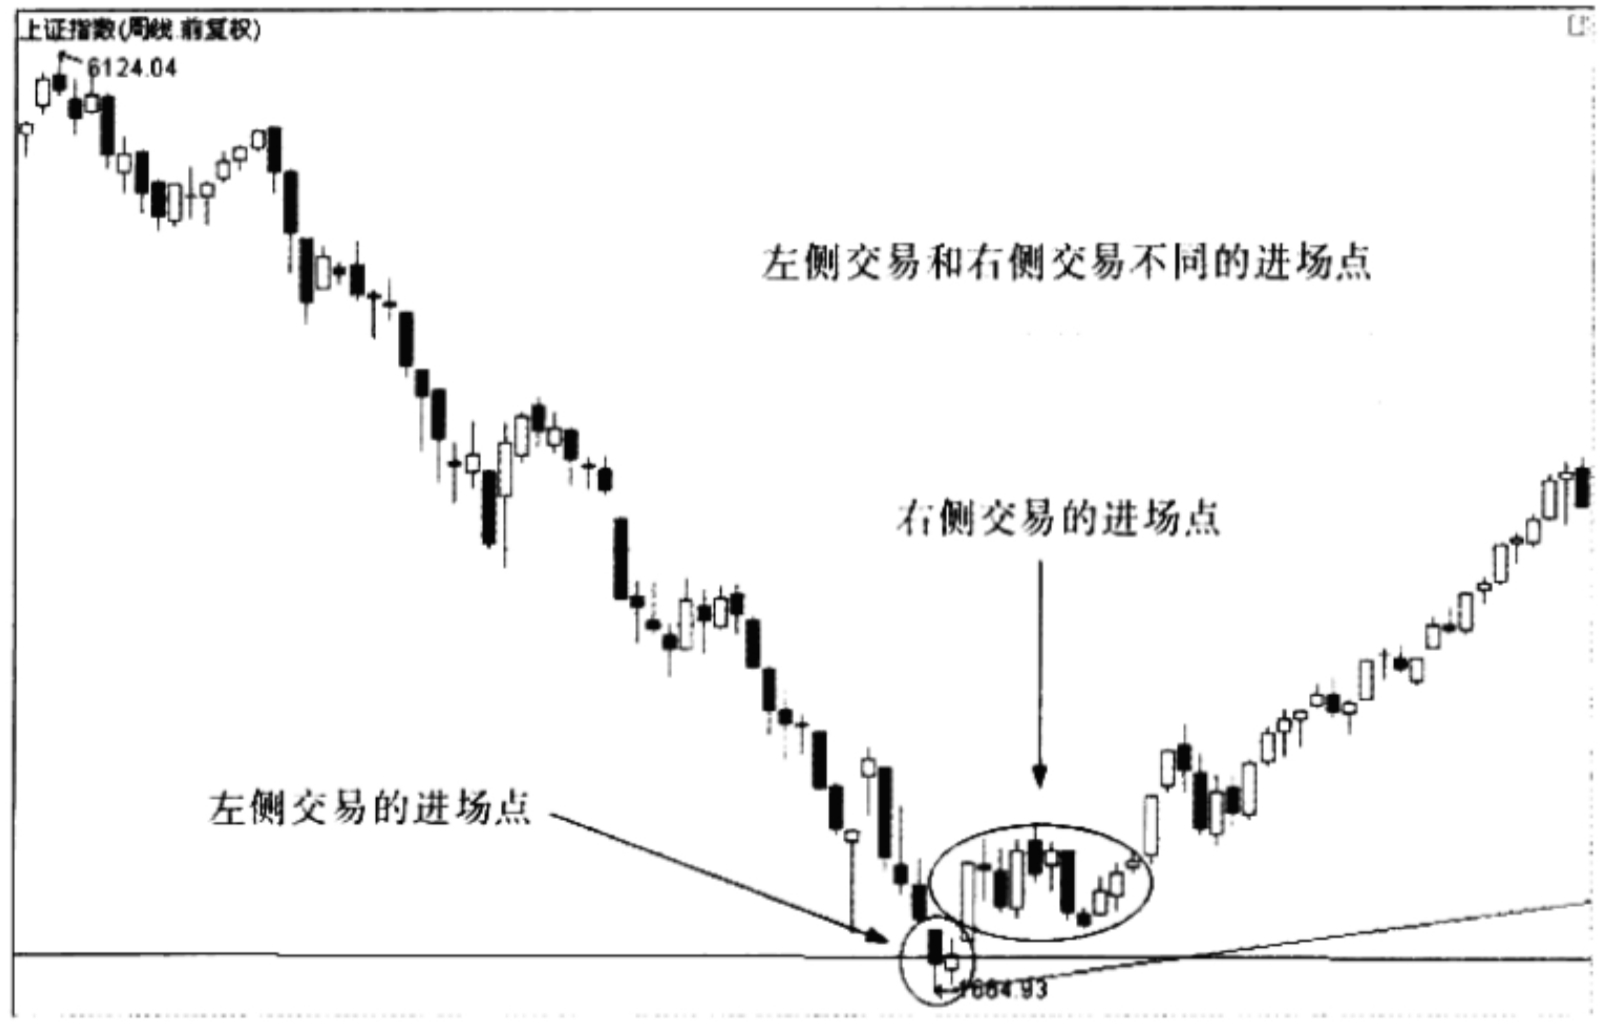 上证指数(周线 前复权)
6124.04
左侧交易和右侧交易不同的进场点
右侧交易的进场点
左侧交易的进场点
1664.93